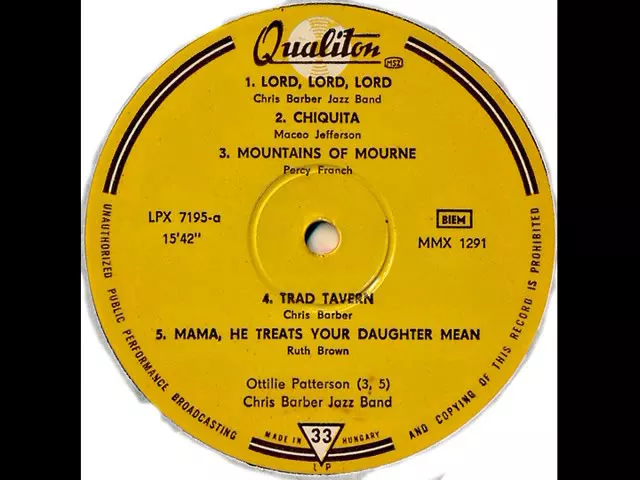 Qualiton
MSZ
1. LORD, LORD, LORD
Chris Barber Jazz Band
2. CHIQUITA
Maceo Jefferson
3. MOUNTAINS OF MOURNE
Percy Franch
LPX 7195-a
15'42"
BIEM
MMX 1291
4. TRAD TAVERN
Chris Barber
5. MAMA, HE TREATS YOUR DAUGHTER MEAN
Ruth Brown
Ottilie Patterson (3, 5)
Chris Barber Jazz Band
MADE IN 33 HUNGARY
LP
UNAUTHORIZED PUBLIC PERFORMANCE BROADCASTING
AND COPYING OF THIS RECORD IS PROHIBITED